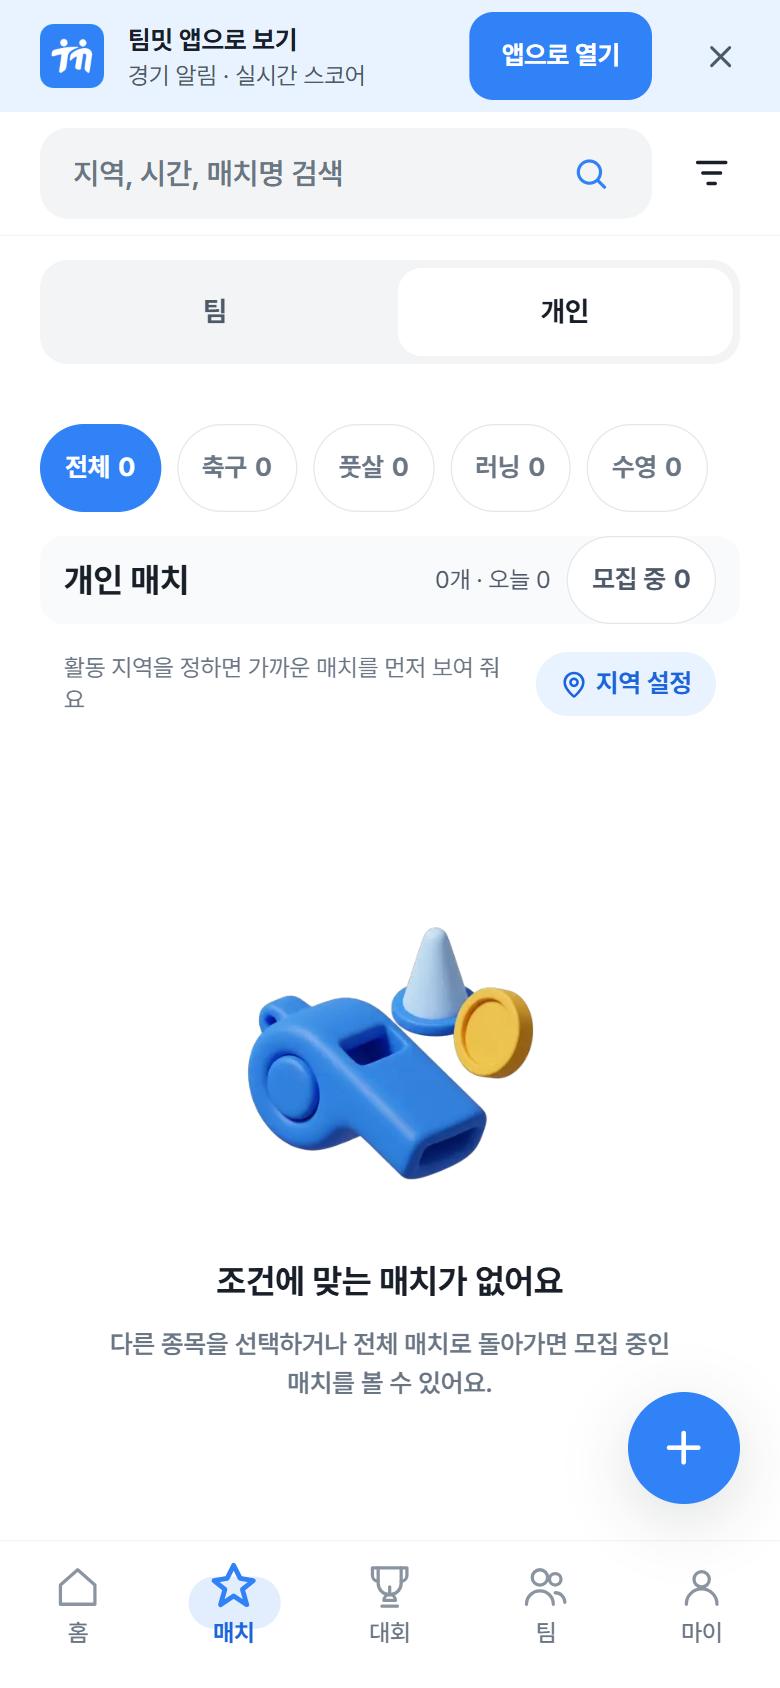 팀밋 앱으로 보기
경기 알림 · 실시간 스코어
앱으로 열기
지역, 시간, 매치명 검색
팀
개인
전체 0
축구 0
풋살 0
러닝 0
수영 0
개인 매치
0개 · 오늘 0
모집 중 0
활동 지역을 정하면 가까운 매치를 먼저 보여 줘
요
지역 설정
조건에 맞는 매치가 없어요
다른 종목을 선택하거나 전체 매치로 돌아가면 모집 중인
매치를 볼 수 있어요.
홈
매치
대회
팀
마이